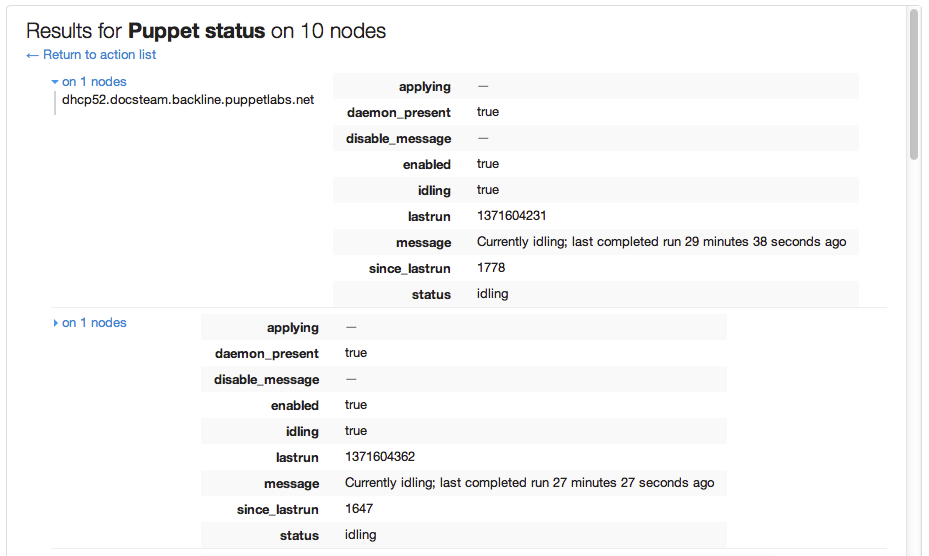 Results for Puppet status on 10 nodes
← Return to action list
on 1 nodes
dhcp52.docsteam.backline.puppetlabs.net
applying —
daemon_present true
disable_message —
enabled true
idling true
lastrun 1371604231
message Currently idling; last completed run 29 minutes 38 seconds ago
since_lastrun 1778
status idling
on 1 nodes
applying —
daemon_present true
disable_message —
enabled true
idling true
lastrun 1371604362
message Currently idling; last completed run 27 minutes 27 seconds ago
since_lastrun 1647
status idling